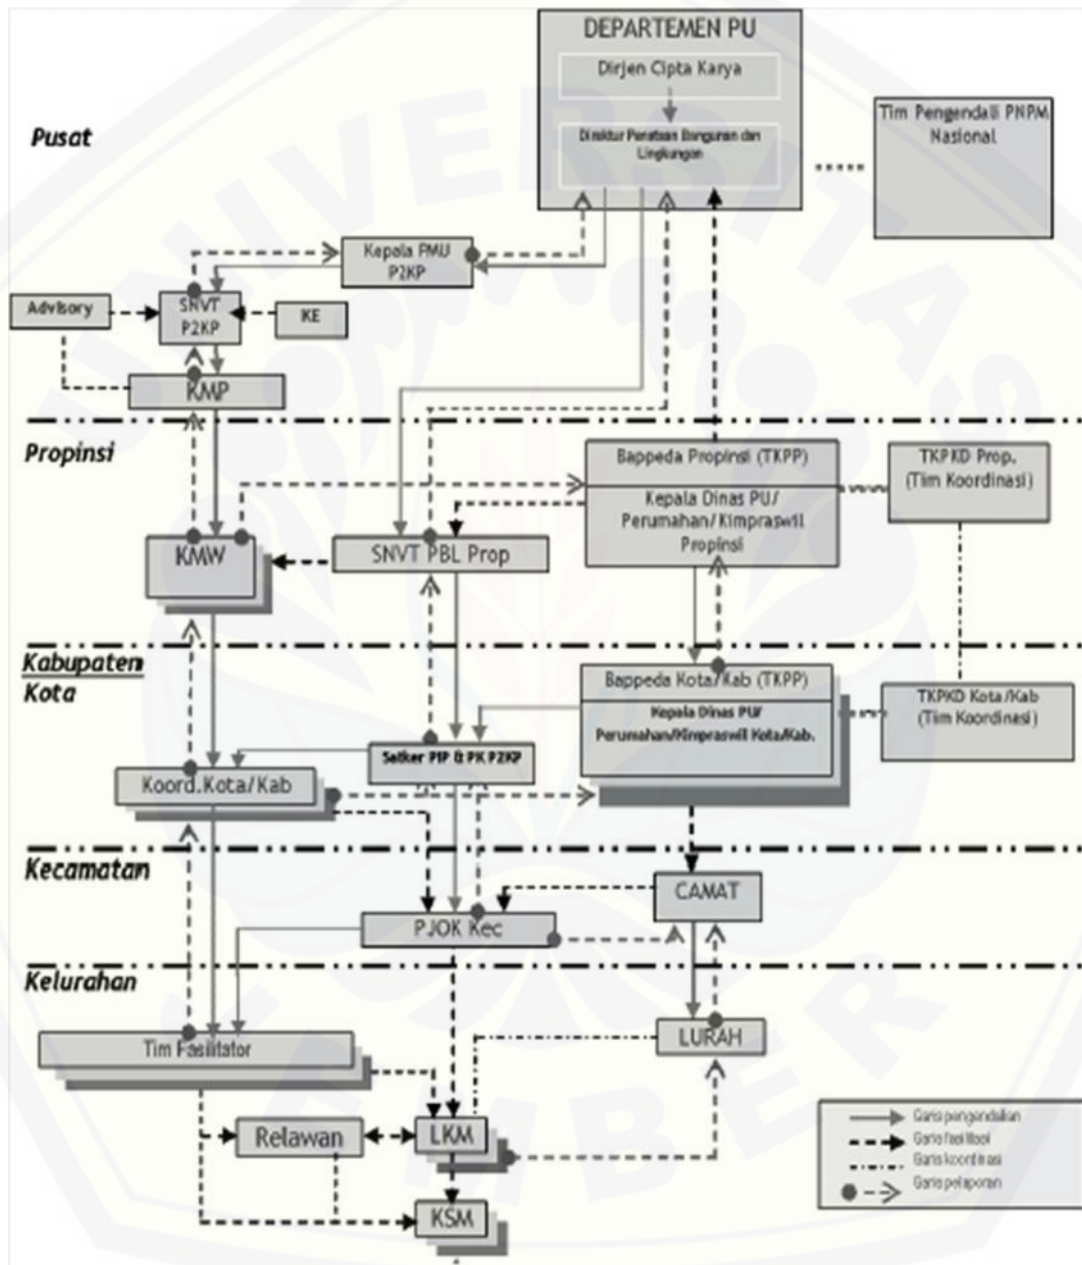 DEPARTEMEN PU
Dirjen Cipta Karya
Direktur Penataan Bangunan dan
Lingkungan
Tim Pengendali PNPM
Nasional
Pusat
Kepala PMU
P2KP
Advisory
SNVT
P2KP
KE
KMP
Propinsi
Bappeda Propinsi (TKPP)
Kepala Dinas PU/
Perumahan/Kimpraswil
Propinsi
TKPKD Prop.
(Tim Koordinasi)
KMW
SNVT PBL Prop
Kabupaten
Kota
Bappeda Kota/Kab (TKPP)
Kepala Dinas PU/
Perumahan/Kimpraswil Kota/Kab.
TKPKD Kota/Kab
(Tim Koordinasi)
Satker PIP & PK P2KP
Koord.Kota/Kab
Kecamatan
CAMAT
PJOK Kec
Kelurahan
LURAH
Tim Fasilitator
Relawan
LKM
KSM
Garis pengendalian
Garis fasilitasi
Garis koordinasi
Garis pelaporan
UNIVERSITAS
JEMBER